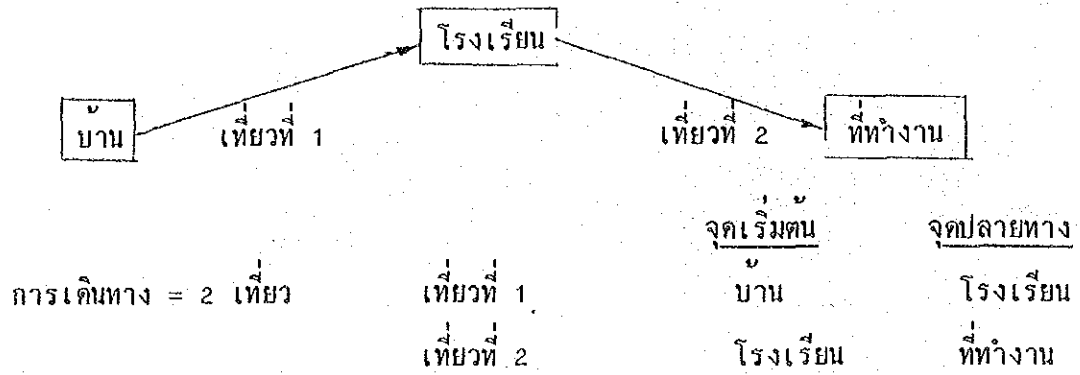 โรงเรียน
บ้าน เที่ยวที่ 1 เที่ยวที่ 2 ที่ทำงาน
จุดเริ่มต้น จุดปลายทาง
การเดินทาง = 2 เที่ยว เที่ยวที่ 1 บ้าน โรงเรียน
เที่ยวที่ 2 โรงเรียน ที่ทำงาน